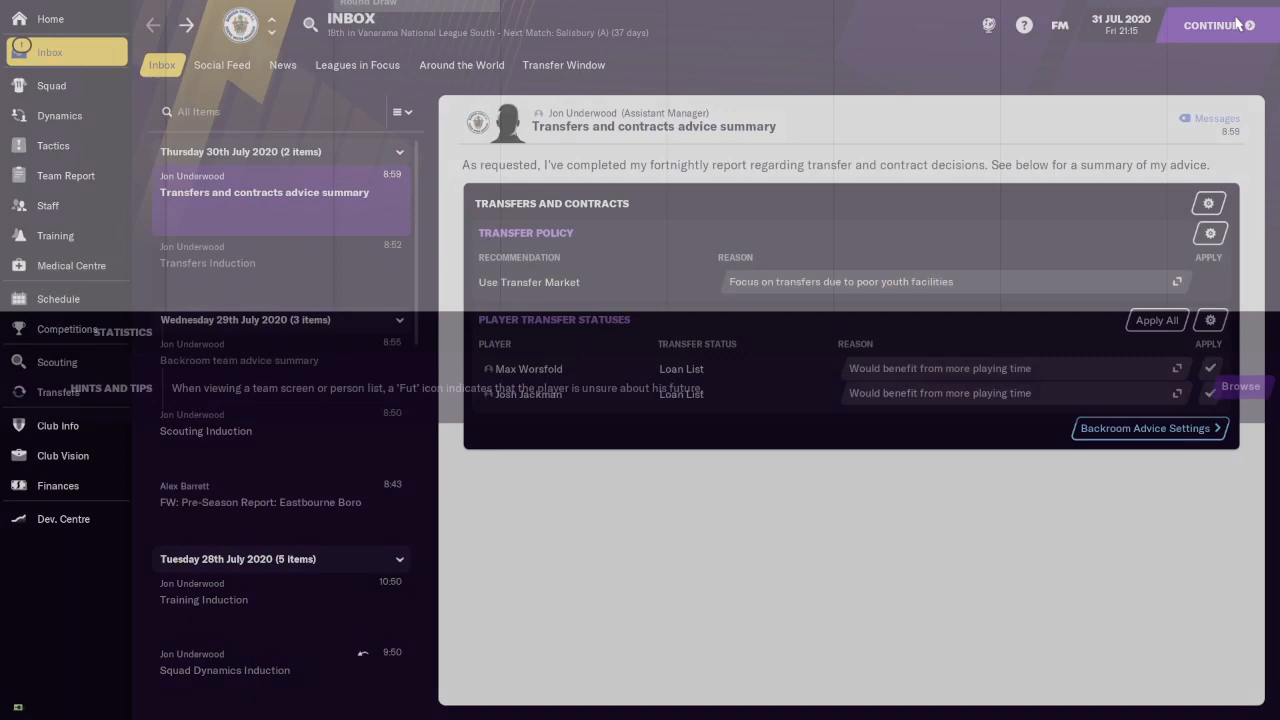 Round Draw
INBOX
18th in Vanarama National League South - Next Match: Salisbury (A) (37 days)
FM
31 JUL 2020
Fri 21:15
CONTINUE
Home
Inbox
Squad
Dynamics
Tactics
Team Report
Staff
Training
Medical Centre
Schedule
Competitions
Scouting
Transfers
Club Info
Club Vision
Finances
Dev. Centre
STATISTICS
HINTS AND TIPS
When viewing a team screen or person list, a 'Fut' icon indicates that the player is unsure about his future.
Browse
Inbox
Social Feed
News
Leagues in Focus
Around the World
Transfer Window
All Items
Thursday 30th July 2020 (2 items)
Jon Underwood 8:59
Transfers and contracts advice summary
Jon Underwood 8:52
Transfers Induction
Wednesday 29th July 2020 (3 items)
Jon Underwood 8:55
Backroom team advice summary
Jon Underwood 8:50
Scouting Induction
Alex Barrett 8:43
FW: Pre-Season Report: Eastbourne Boro
Tuesday 28th July 2020 (5 items)
Jon Underwood 10:50
Training Induction
Jon Underwood 9:50
Squad Dynamics Induction
Jon Underwood (Assistant Manager)
Transfers and contracts advice summary
Messages
8:59
As requested, I've completed my fortnightly report regarding transfer and contract decisions. See below for a summary of my advice.
TRANSFERS AND CONTRACTS
TRANSFER POLICY
RECOMMENDATION REASON APPLY
Use Transfer Market Focus on transfers due to poor youth facilities
PLAYER TRANSFER STATUSES Apply All
PLAYER TRANSFER STATUS REASON APPLY
Max Worsfold Loan List Would benefit from more playing time
Josh Jackman Loan List Would benefit from more playing time
Backroom Advice Settings